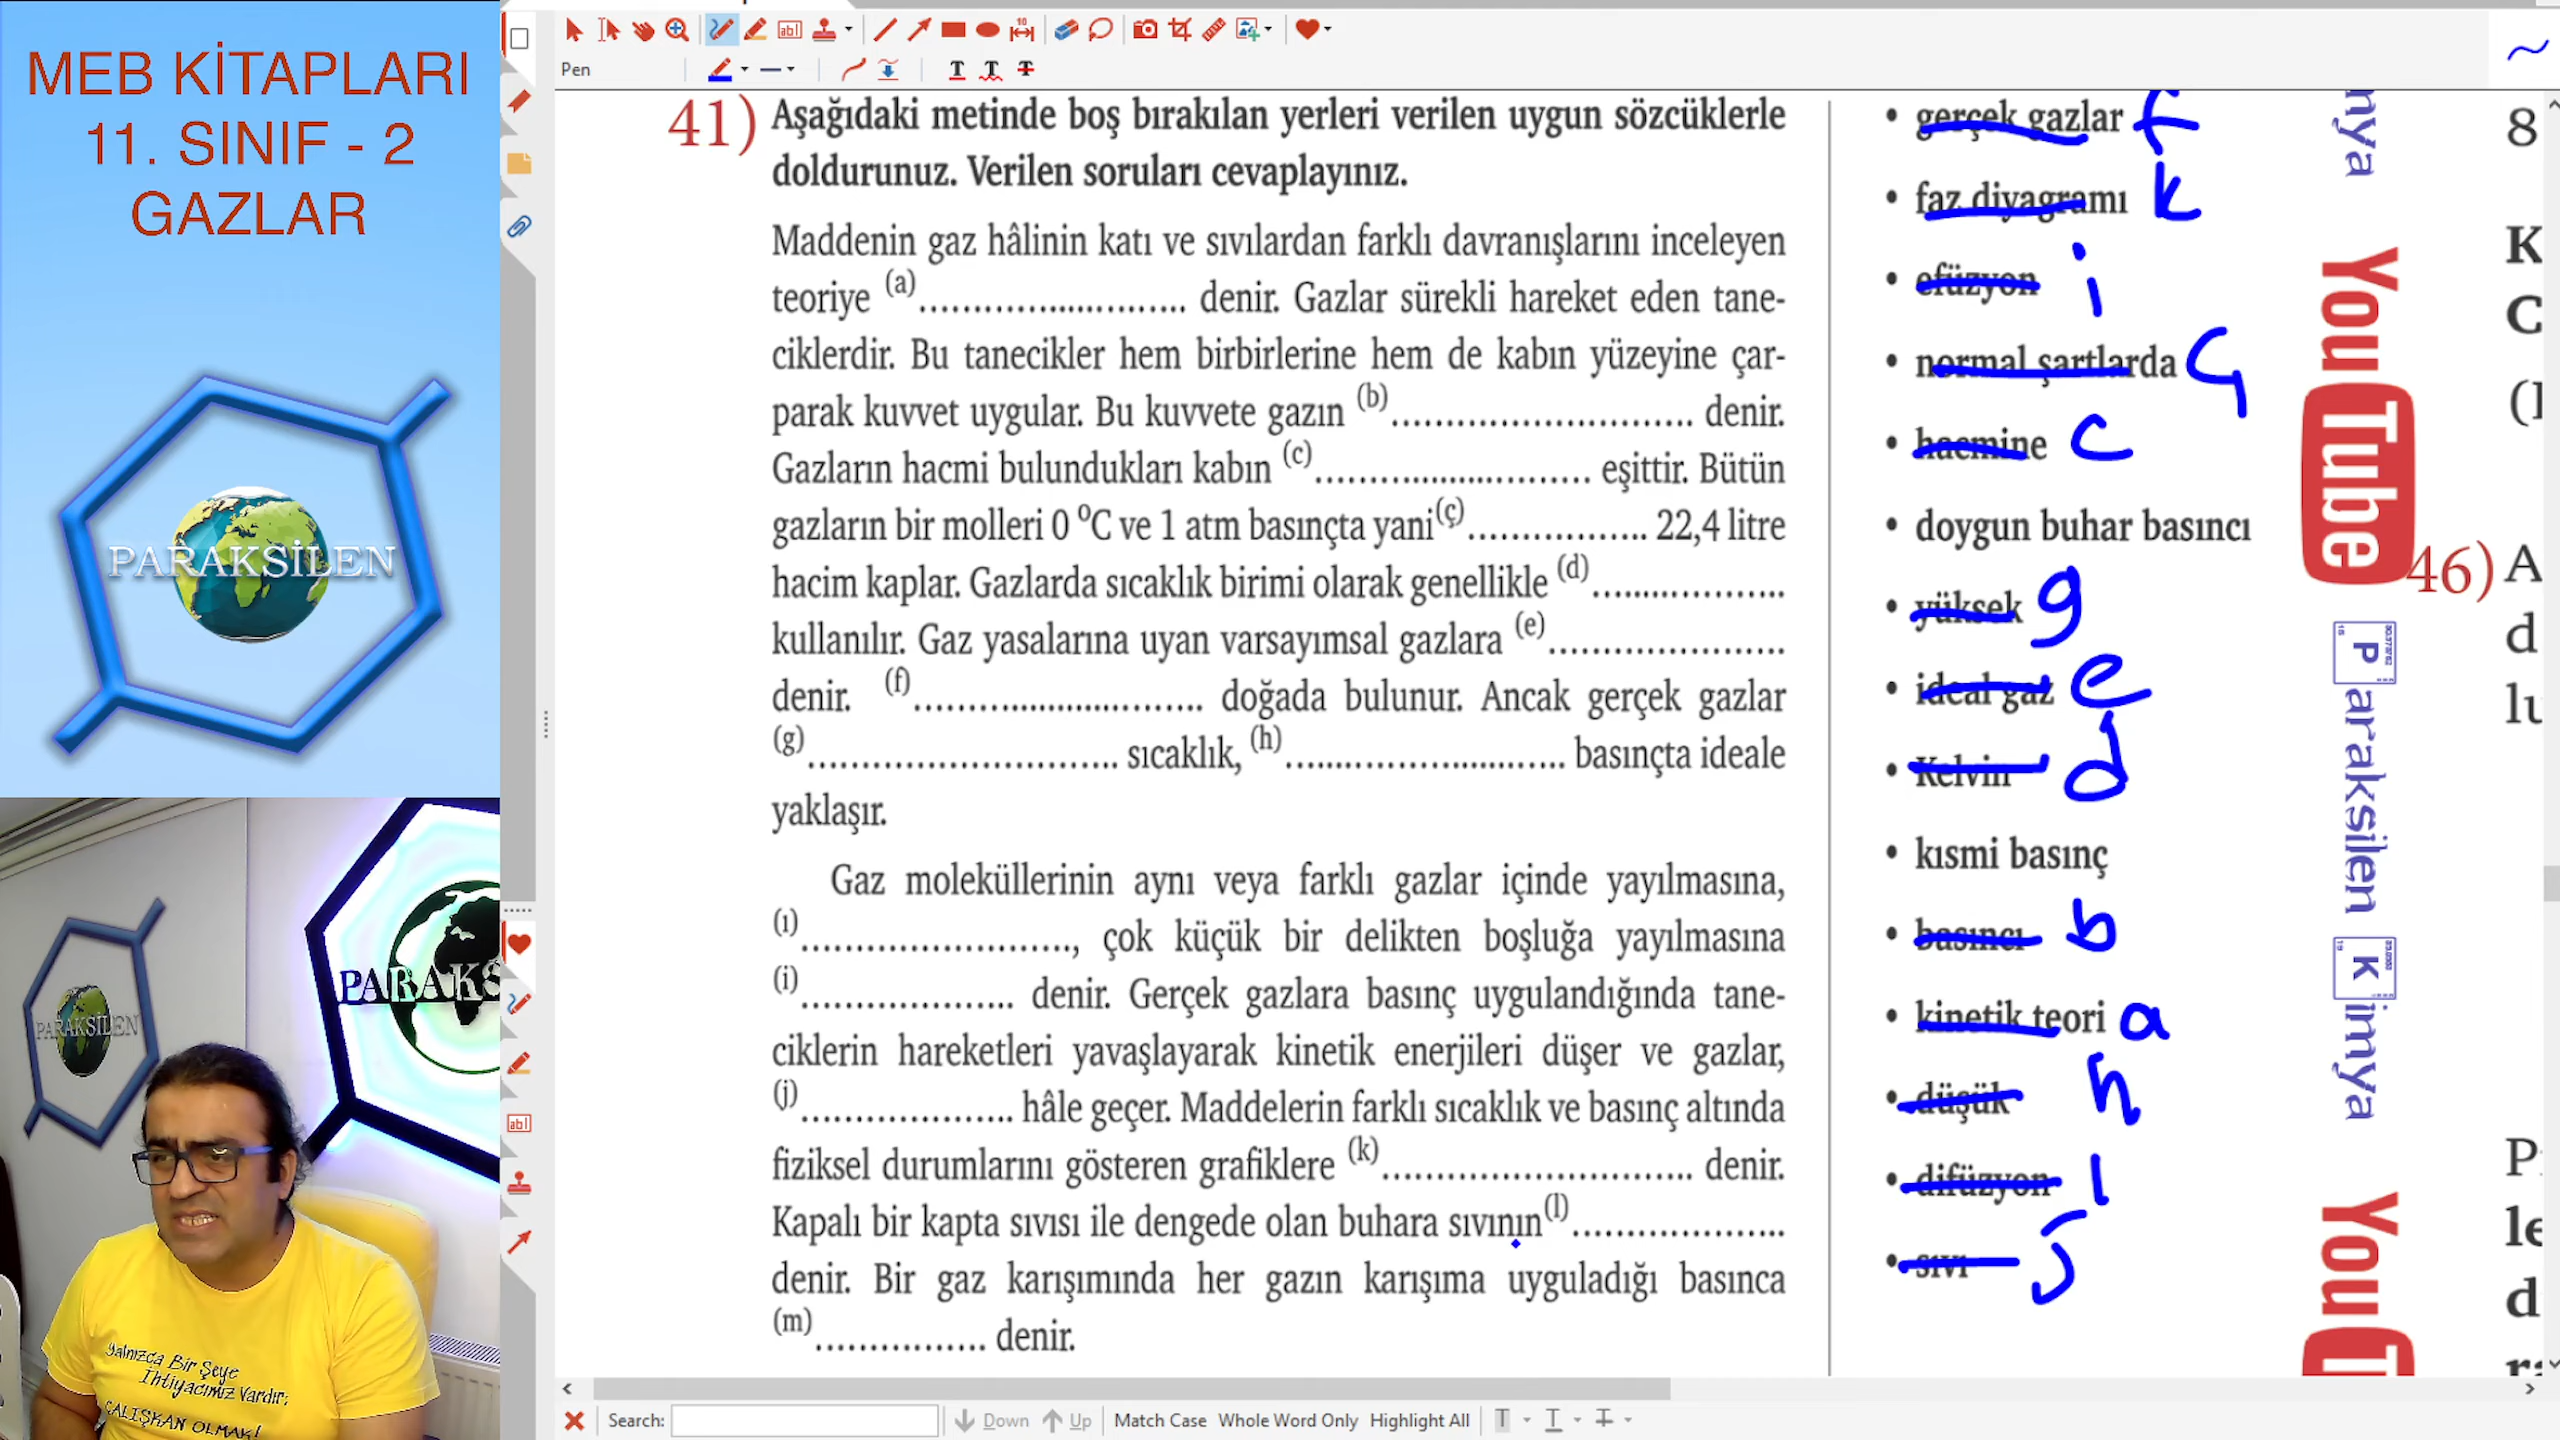 MEB KİTAPLARI
11. SINIF - 2
GAZLAR
PARAKSİLEN
PARAKSİLEN
PARAKS
Yalnızca Bir Şeye
İhtiyacımız Vardır;
ÇALIŞKAN OLMAK!
Pen
41) Aşağıdaki metinde boş bırakılan yerleri verilen uygun sözcüklerle
doldurunuz. Verilen soruları cevaplayınız.
Maddenin gaz hâlinin katı ve sıvılardan farklı davranışlarını inceleyen
teoriye (a) ........................... denir. Gazlar sürekli hareket eden tane-
ciklerdir. Bu tanecikler hem birbirlerine hem de kabın yüzeyine çar-
parak kuvvet uygular. Bu kuvvete gazın (b) ........................... denir.
Gazların hacmi bulundukları kabın (c) ........................... eşittir. Bütün
gazların bir molleri 0 °C ve 1 atm basınçta yani (ç) .................. 22,4 litre
hacim kaplar. Gazlarda sıcaklık birimi olarak genellikle (d) ...................
kullanılır. Gaz yasalarına uyan varsayımsal gazlara (e) .......................
denir. (f) ............................. doğada bulunur. Ancak gerçek gazlar
(g) ............................. sıcaklık, (h) ........................... basınçta ideale
yaklaşır.
Gaz moleküllerinin aynı veya farklı gazlar içinde yayılmasına,
(ı) ..........................., çok küçük bir delikten boşluğa yayılmasına
(i) ..................... denir. Gerçek gazlara basınç uygulandığında tane-
ciklerin hareketleri yavaşlayarak kinetik enerjileri düşer ve gazlar,
(j) ..................... hâle geçer. Maddelerin farklı sıcaklık ve basınç altında
fiziksel durumlarını gösteren grafiklere (k) ............................. denir.
Kapalı bir kapta sıvısı ile dengede olan buhara sıvının (l) ....................
denir. Bir gaz karışımında her gazın karışıma uyguladığı basınca
(m) ................. denir.
• gerçek gazlar f
• faz diyagramı k
• efüzyon i
• normal şartlarda ç
• hacmine c
• doygun buhar basıncı
• yüksek g
• ideal gaz e
• Kelvin d
• kısmi basınç
• basıncı b
• kinetik teori a
• düşük h
• difüzyon ı
• sıvı j
imya
YouTube
Paraksilen Kimya
You
8
K
C
46) A
d
lu
P
le
d
Search: Down Up Match Case Whole Word Only Highlight All